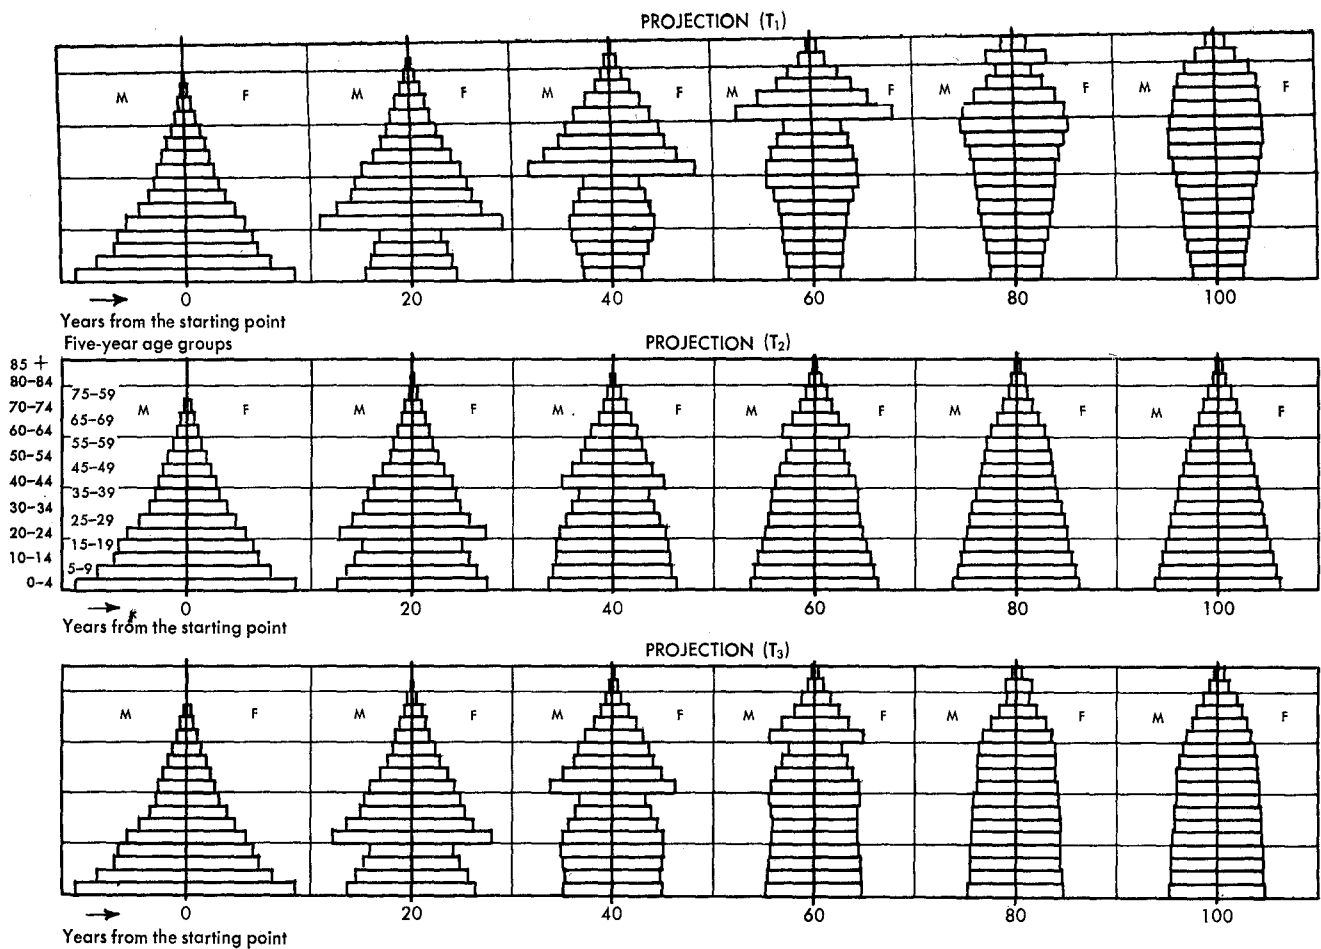 PROJECTION (T1)
M F M F M F M F M F M F
0 20 40 60 80 100
Years from the starting point
Five-year age groups
PROJECTION (T2)
85 +
80–84
75–59
70–74
65–69
60–64
55–59
50–54
45–49
40–44
35–39
30–34
25–29
20–24
15–19
10–14
5–9
0–4
M F M F M F M F M F M F
0 20 40 60 80 100
Years from the starting point
PROJECTION (T3)
M F M F M F M F M F M F
0 20 40 60 80 100
Years from the starting point